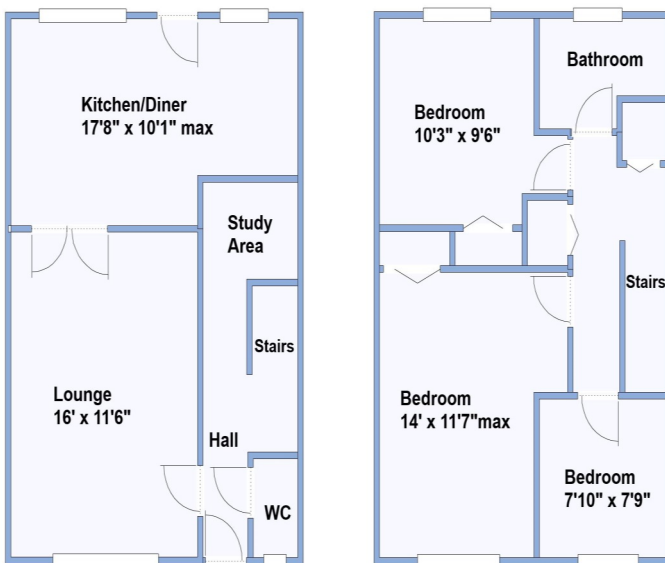 Kitchen/Diner
17'8" x 10'1" max
Study
Area
Stairs
Lounge
16' x 11'6"
Hall
WC
Bathroom
Bedroom
10'3" x 9'6"
Stairs
Bedroom
14' x 11'7"max
Bedroom
7'10" x 7'9"